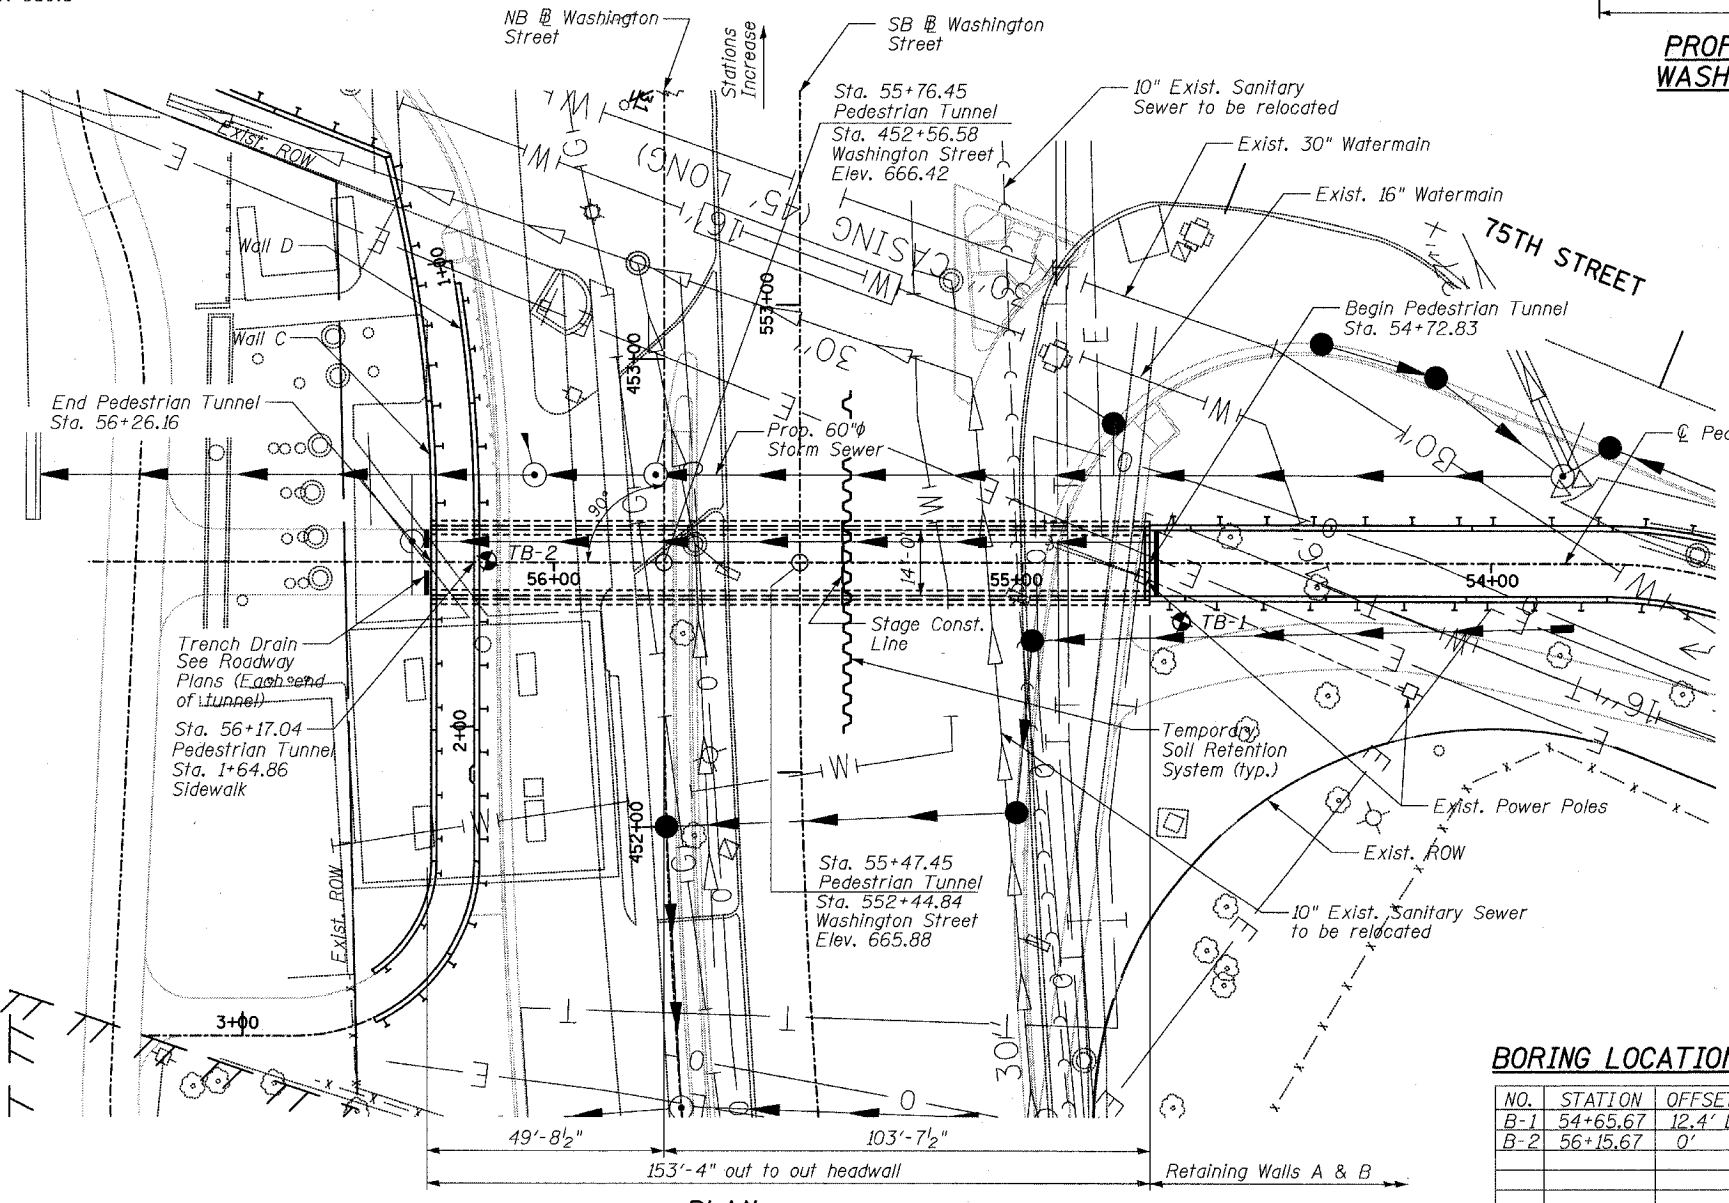 NB ⅊ Washington
Street
Stations
Increase
SB ⅊ Washington
Street
PROP
WASH
Sta. 55+76.45
Pedestrian Tunnel
Sta. 452+56.58
Washington Street
Elev. 666.42
10" Exist. Sanitary
Sewer to be relocated
Exist. 30" Watermain
Exist. 16" Watermain
75TH STREET
Begin Pedestrian Tunnel
Sta. 54+72.83
Exist. ROW
(45' LONG)
16"
CASING
30"
Wall D
1+00
Wall C
453+00
553+00
30"
End Pedestrian Tunnel
Sta. 56+26.16
Prop. 60"φ
Storm Sewer
30"
℄ Ped
90°
TB-2
56+00
14'-0
55+00
54+00
16"
TB-1
Trench Drain
See Roadway
Plans (Each end
of tunnel)
Stage Const.
Line
Sta. 56+17.04
Pedestrian Tunnel
Sta. 1+64.86
Sidewalk
2+00
Temporary
Soil Retention
System (typ.)
16"
Exist. Power Poles
452+00
Exist. ROW
Sta. 55+47.45
Pedestrian Tunnel
Sta. 552+44.84
Washington Street
Elev. 665.88
10" Exist. Sanitary Sewer
to be relocated
Exist. ROW
3+00
30"
BORING LOCATION
NO. STATION OFFSE
B-1 54+65.67 12.4' L
B-2 56+15.67 0'
49'-8½" 103'-7½"
153'-4" out to out headwall Retaining Walls A & B
PLAN